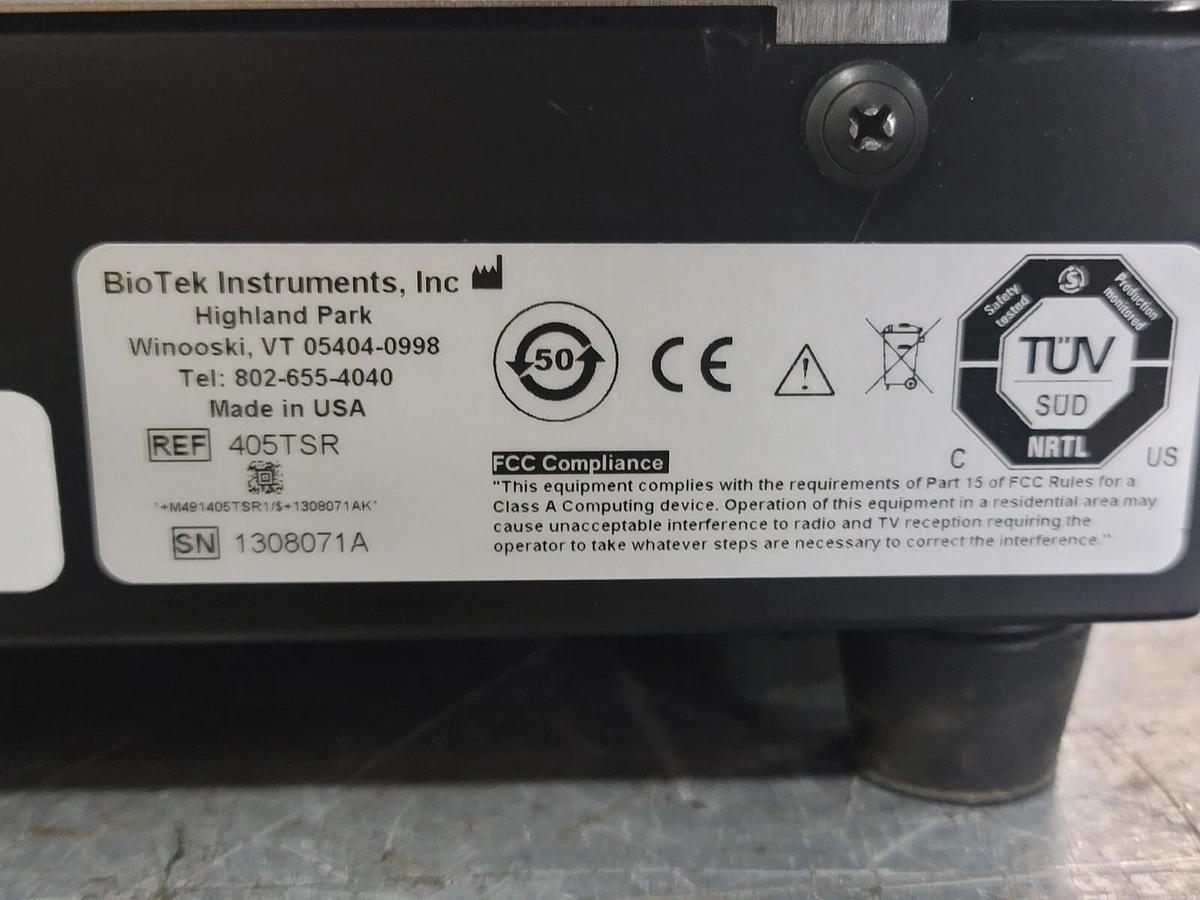 BioTek Instruments, Inc
Highland Park
Winooski, VT 05404-0998
Tel: 802-655-4040
Made in USA
REF 405TSR
*+M491405TSR1/$+1308071AK*
SN 1308071A
50
CE
Safety tested
Production monitored
TÜV
SÜD
NRTL
C US
FCC Compliance
"This equipment complies with the requirements of Part 15 of FCC Rules for a
Class A Computing device. Operation of this equipment in a residential area may
cause unacceptable interference to radio and TV reception requiring the
operator to take whatever steps are necessary to correct the interference."